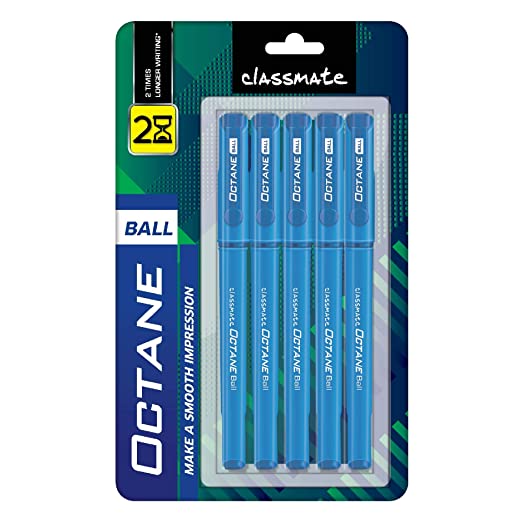 classmate
2 TIMES
LONGER WRITING*
2
BALL
OCTANE
MAKE A SMOOTH IMPRESSION
OCTANE BALL
OCTANE BALL
OCTANE BALL
OCTANE BALL
OCTANE BALL
classmate OCTANE Ball
classmate OCTANE Ball
classmate OCTANE Ball
classmate OCTANE Ball
classmate OCTANE Ball